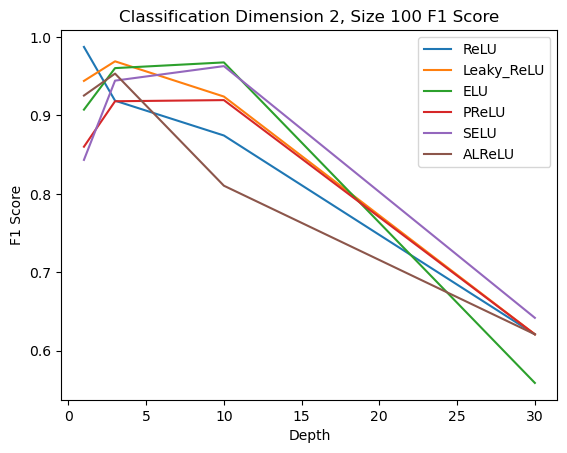 Classification Dimension 2, Size 100 F1 Score
1.0
0.9
0.8
0.7
0.6
F1 Score
ReLU
Leaky_ReLU
ELU
PReLU
SELU
ALReLU
0 5 10 15 20 25 30
Depth